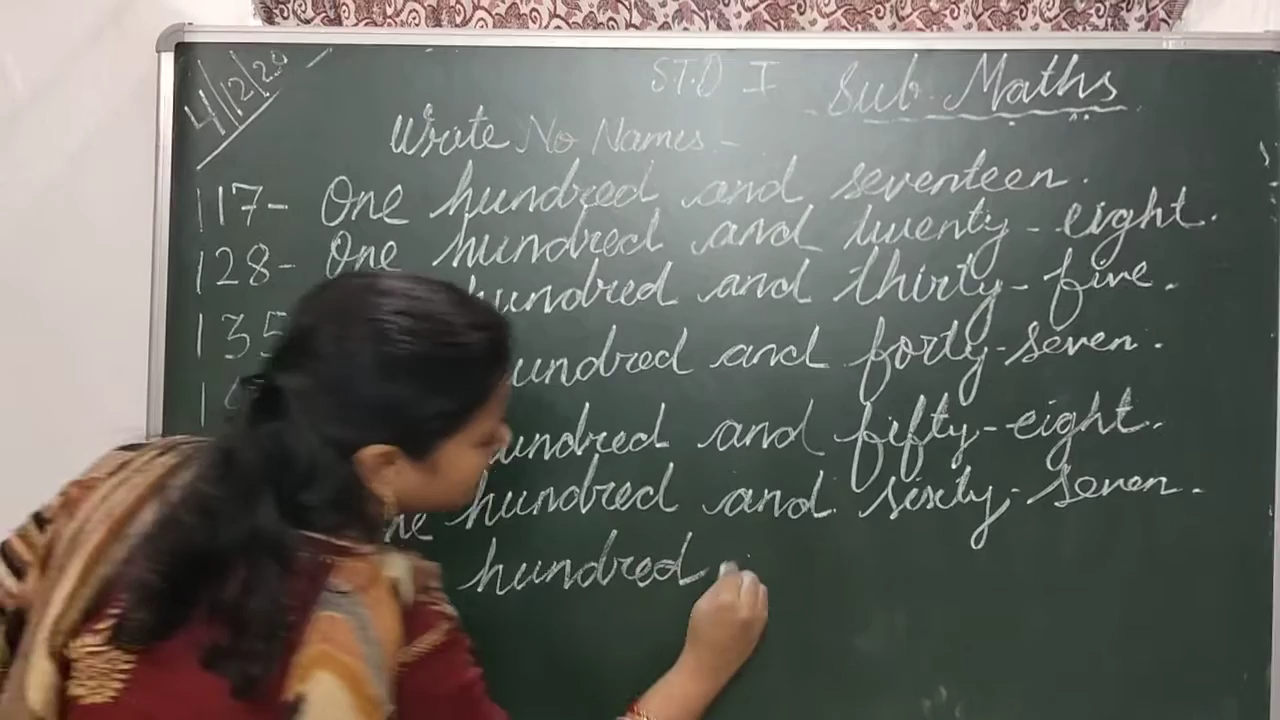 4/12/20
STD I Sub. Maths
Write No Names -
117- One hundred and seventeen.
128- One hundred and twenty-eight.
135 hundred and thirty-five.
1 hundred and forty-seven.
hundred and fifty-eight.
hundred and sixty-seven.
hundred